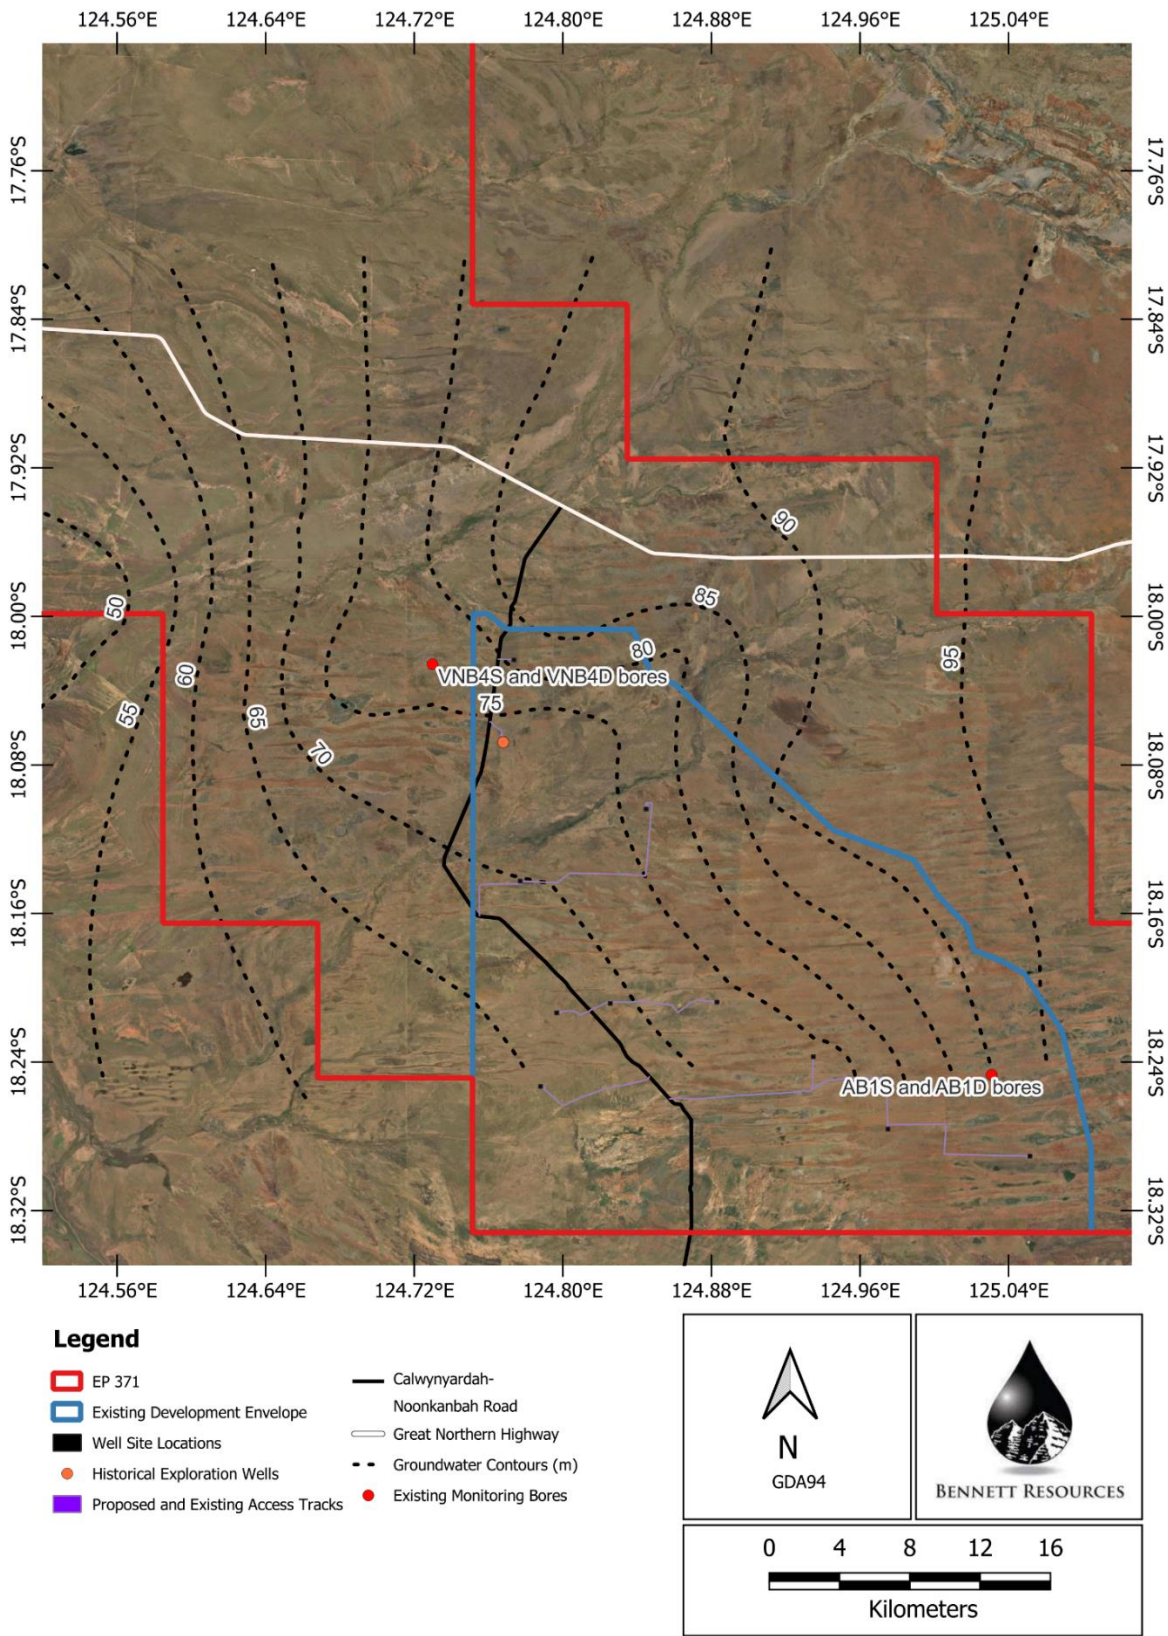 124.56°E 124.64°E 124.72°E 124.80°E 124.88°E 124.96°E 125.04°E
17.76°S 17.76°S
17.84°S 17.84°S
17.92°S 17.92°S
90
50
18.00°S 18.00°S
85
80
95
60
VNB4S and VNB4D bores
75
55
65
70
18.08°S 18.08°S
18.16°S 18.16°S
18.24°S 18.24°S
AB1S and AB1D bores
18.32°S 18.32°S
124.56°E 124.64°E 124.72°E 124.80°E 124.88°E 124.96°E 125.04°E
Legend
EP 371
Existing Development Envelope
Well Site Locations
Historical Exploration Wells
Proposed and Existing Access Tracks
Calwynyardah-
Noonkanbah Road
Great Northern Highway
Groundwater Contours (m)
Existing Monitoring Bores
N
GDA94
BENNETT RESOURCES
0 4 8 12 16
Kilometers